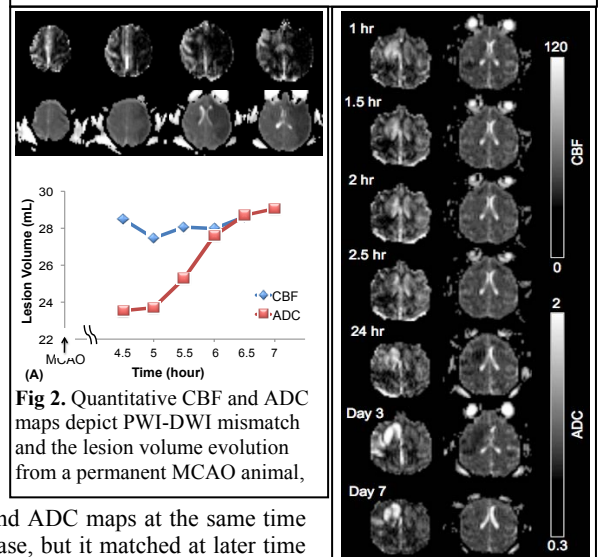 30
28
26
24
22
Lesion Volume (mL)
CBF
ADC
MCAO
4.5 5 5.5 6 6.5 7
(A) Time (hour)
Fig 2. Quantitative CBF and ADC
maps depict PWI-DWI mismatch
and the lesion volume evolution
from a permanent MCAO animal,
nd ADC maps at the same time
ase, but it matched at later time
1 hr
1.5 hr
2 hr
2.5 hr
24 hr
Day 3
Day 7
120
CBF
0
2
ADC
0.3